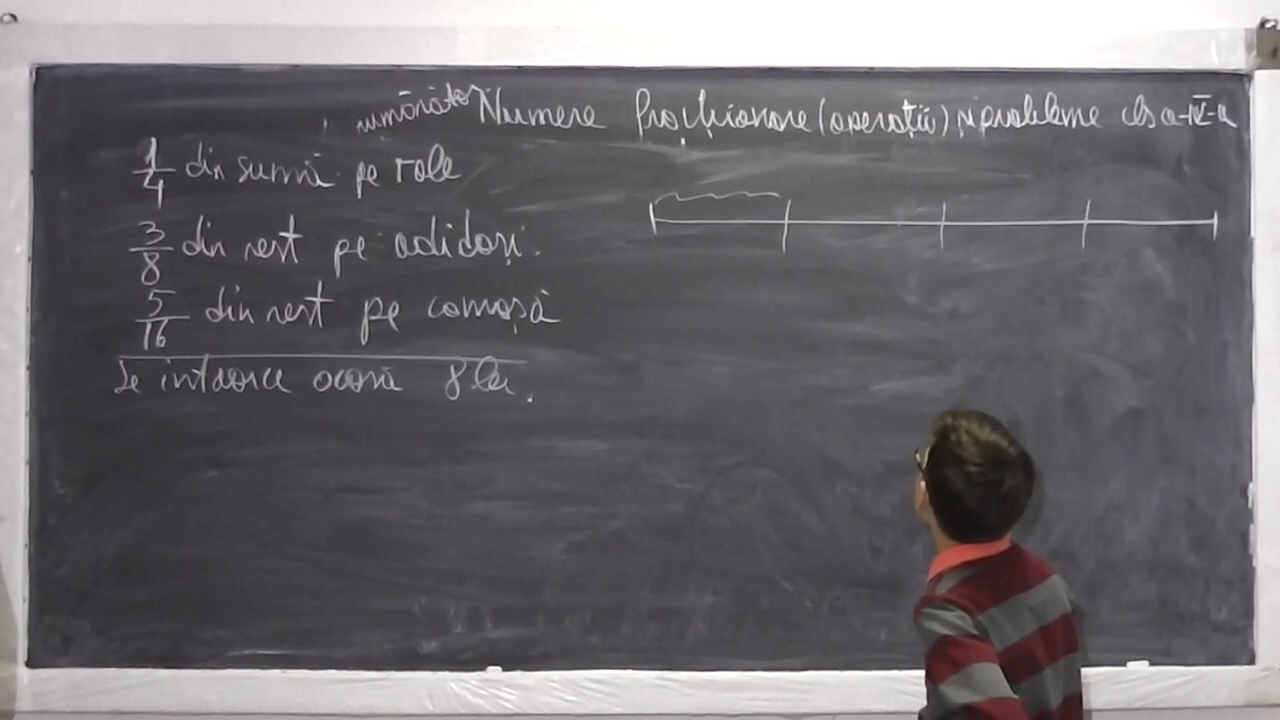 numărător Numere fracționare (operații) și probleme cls a-IV-a
1/4 din sumă pe role
3/8 din rest pe adidași.
5/16 din rest pe cămașă
Se întoarce acasă 8 lei.